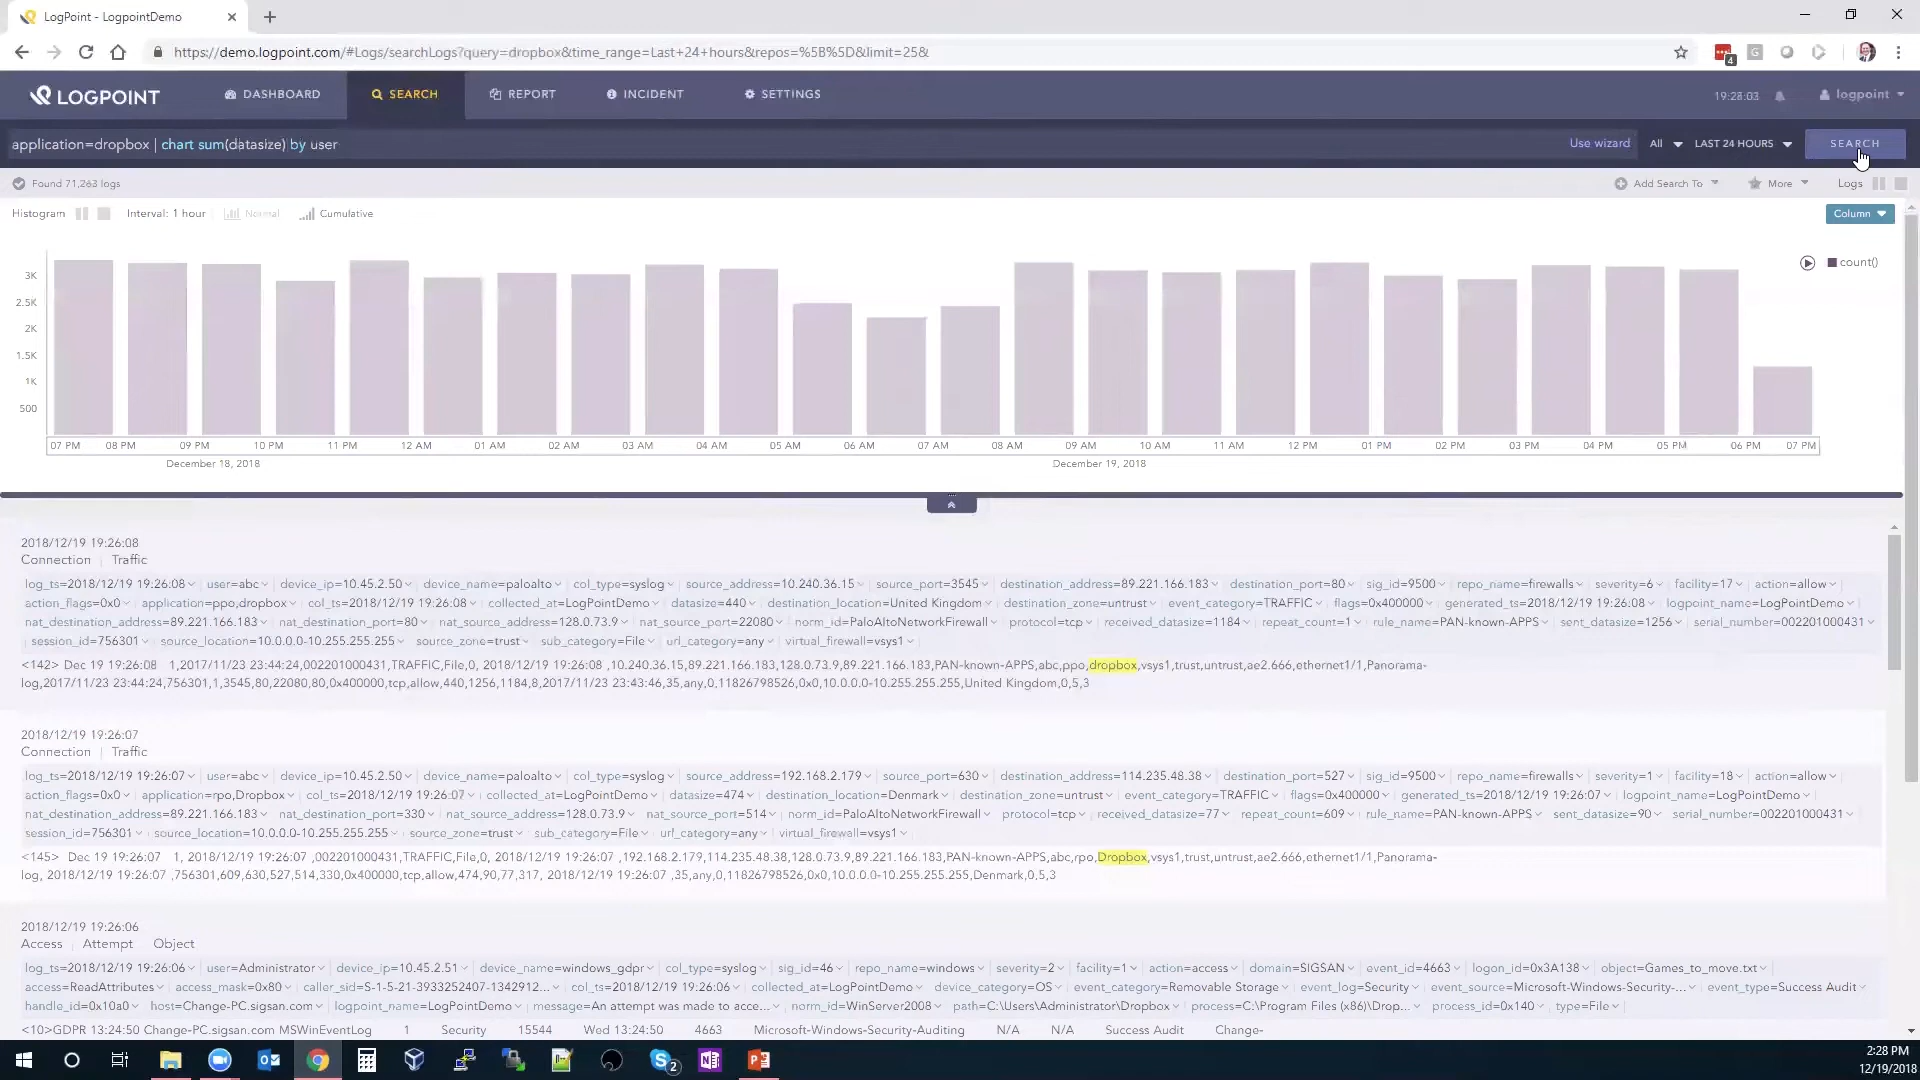 LogPoint - LogpointDemo
https://demo.logpoint.com/#Logs/searchLogs?query=dropbox&time_range=Last+24+hours&repos=%5B%5D&limit=25&
4
LOGPOINT
DASHBOARD
SEARCH
REPORT
INCIDENT
SETTINGS
19:28:03
logpoint
application=dropbox | chart sum(datasize) by user
Use wizard
All
LAST 24 HOURS
SEARCH
Found 71,263 logs
Add Search To
More
Logs
Histogram
Interval: 1 hour
Normal
Cumulative
Column
count()
3K
2.5K
2K
1.5K
1K
500
07 PM 08 PM 09 PM 10 PM 11 PM 12 AM 01 AM 02 AM 03 AM 04 AM 05 AM 06 AM 07 AM 08 AM 09 AM 10 AM 11 AM 12 PM 01 PM 02 PM 03 PM 04 PM 05 PM 06 PM 07 PM
December 18, 2018 December 19, 2018
2018/12/19 19:26:08
Connection | Traffic
log_ts=2018/12/19 19:26:08 | user=abc | device_ip=10.45.2.50 | device_name=paloalto | col_type=syslog | source_address=10.240.36.15 | source_port=3545 | destination_address=89.221.166.183 | destination_port=80 | sig_id=9500 | repo_name=firewalls | severity=6 | facility=17 | action=allow |
action_flags=0x0 | application=ppo,dropbox | col_ts=2018/12/19 19:26:08 | collected_at=LogPointDemo | datasize=440 | destination_location=United Kingdom | destination_zone=untrust | event_category=TRAFFIC | flags=0x400000 | generated_ts=2018/12/19 19:26:08 | logpoint_name=LogPointDemo |
nat_destination_address=89.221.166.183 | nat_destination_port=80 | nat_source_address=128.0.73.9 | nat_source_port=22080 | norm_id=PaloAltoNetworkFirewall | protocol=tcp | received_datasize=1184 | repeat_count=1 | rule_name=PAN-known-APPS | sent_datasize=1256 | serial_number=002201000431 |
session_id=756301 | source_location=10.0.0.0-10.255.255.255 | source_zone=trust | sub_category=File | url_category=any | virtual_firewall=vsys1 |
<142> Dec 19 19:26:08 1,2017/11/23 23:44:24,002201000431,TRAFFIC,File,0, 2018/12/19 19:26:08 ,10.240.36.15,89.221.166.183,128.0.73.9,89.221.166.183,PAN-known-APPS,abc,ppo,dropbox,vsys1,trust,untrust,ae2.666,ethernet1/1,Panorama-
log,2017/11/23 23:44:24,756301,1,3545,80,22080,80,0x400000,tcp,allow,440,1256,1184,8,2017/11/23 23:43:46,35,any,0,11826798526,0x0,10.0.0.0-10.255.255.255,United Kingdom,0,5,3
2018/12/19 19:26:07
Connection | Traffic
log_ts=2018/12/19 19:26:07 | user=abc | device_ip=10.45.2.50 | device_name=paloalto | col_type=syslog | source_address=192.168.2.179 | source_port=630 | destination_address=114.235.48.38 | destination_port=527 | sig_id=9500 | repo_name=firewalls | severity=1 | facility=18 | action=allow |
action_flags=0x0 | application=rpo,Dropbox | col_ts=2018/12/19 19:26:07 | collected_at=LogPointDemo | datasize=474 | destination_location=Denmark | destination_zone=untrust | event_category=TRAFFIC | flags=0x400000 | generated_ts=2018/12/19 19:26:07 | logpoint_name=LogPointDemo |
nat_destination_address=89.221.166.183 | nat_destination_port=330 | nat_source_address=128.0.73.9 | nat_source_port=514 | norm_id=PaloAltoNetworkFirewall | protocol=tcp | received_datasize=77 | repeat_count=609 | rule_name=PAN-known-APPS | sent_datasize=90 | serial_number=002201000431 |
session_id=756301 | source_location=10.0.0.0-10.255.255.255 | source_zone=trust | sub_category=File | url_category=any | virtual_firewall=vsys1 |
<145> Dec 19 19:26:07 1, 2018/12/19 19:26:07 ,002201000431,TRAFFIC,File,0, 2018/12/19 19:26:07 ,192.168.2.179,114.235.48.38,128.0.73.9,89.221.166.183,PAN-known-APPS,abc,rpo,Dropbox,vsys1,trust,untrust,ae2.666,ethernet1/1,Panorama-
log, 2018/12/19 19:26:07 ,756301,609,630,527,514,330,0x400000,tcp,allow,474,90,77,317, 2018/12/19 19:26:07 ,35,any,0,11826798526,0x0,10.0.0.0-10.255.255.255,Denmark,0,5,3
2018/12/19 19:26:06
Access | Attempt | Object
log_ts=2018/12/19 19:26:06 | user=Administrator | device_ip=10.45.2.51 | device_name=windows_gdpr | col_type=syslog | sig_id=46 | repo_name=windows | severity=2 | facility=1 | action=access | domain=SIGSAN | event_id=4663 | logon_id=0x3A138 | object=Games_to_move.txt |
access=ReadAttributes | access_mask=0x80 | caller_sid=S-1-5-21-3933252407-1342912... | col_ts=2018/12/19 19:26:06 | collected_at=LogPointDemo | device_category=OS | event_category=Removable Storage | event_log=Security | event_source=Microsoft-Windows-Security-... | event_type=Success Audit |
handle_id=0x10a0 | host=Change-PC.sigsan.com | logpoint_name=LogPointDemo | message=An attempt was made to acce... | norm_id=WinServer2008 | path=C:\Users\Administrator\Dropbox | process=C:\Program Files (x86)\Drop... | process_id=0x140 | type=File |
<10>GDPR 13:24:50 Change-PC.sigsan.com MSWinEventLog 1 Security 15544 Wed 13:24:50 4663 Microsoft-Windows-Security-Auditing N/A N/A Success Audit Change-
2
2:28 PM
12/19/2018